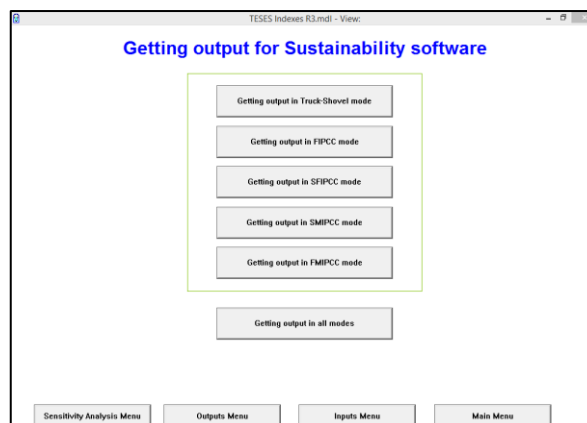 TESES Indexes R3.mdl - View:
Getting output for Sustainability software
Getting output in Truck-Shovel mode
Getting output in FIPCC mode
Getting output in SFIPCC mode
Getting output in SMIPCC mode
Getting output in FMIPCC mode
Getting output in all modes
Sensitivity Analysis Menu
Outputs Menu
Inputs Menu
Main Menu